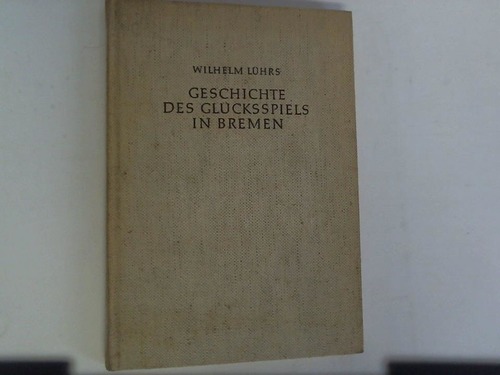 WILHELM LÜHRS
GESCHICHTE
DES GLÜCKSSPIELS
IN BREMEN